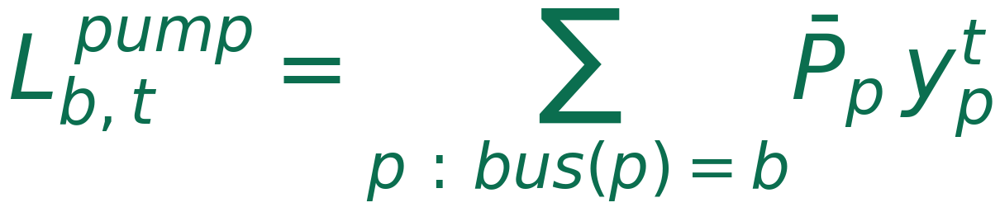 $L_{b,t}^{pump} = \sum_{p\,:\,bus(p)=b} \bar{P}_p \, y_p^t$